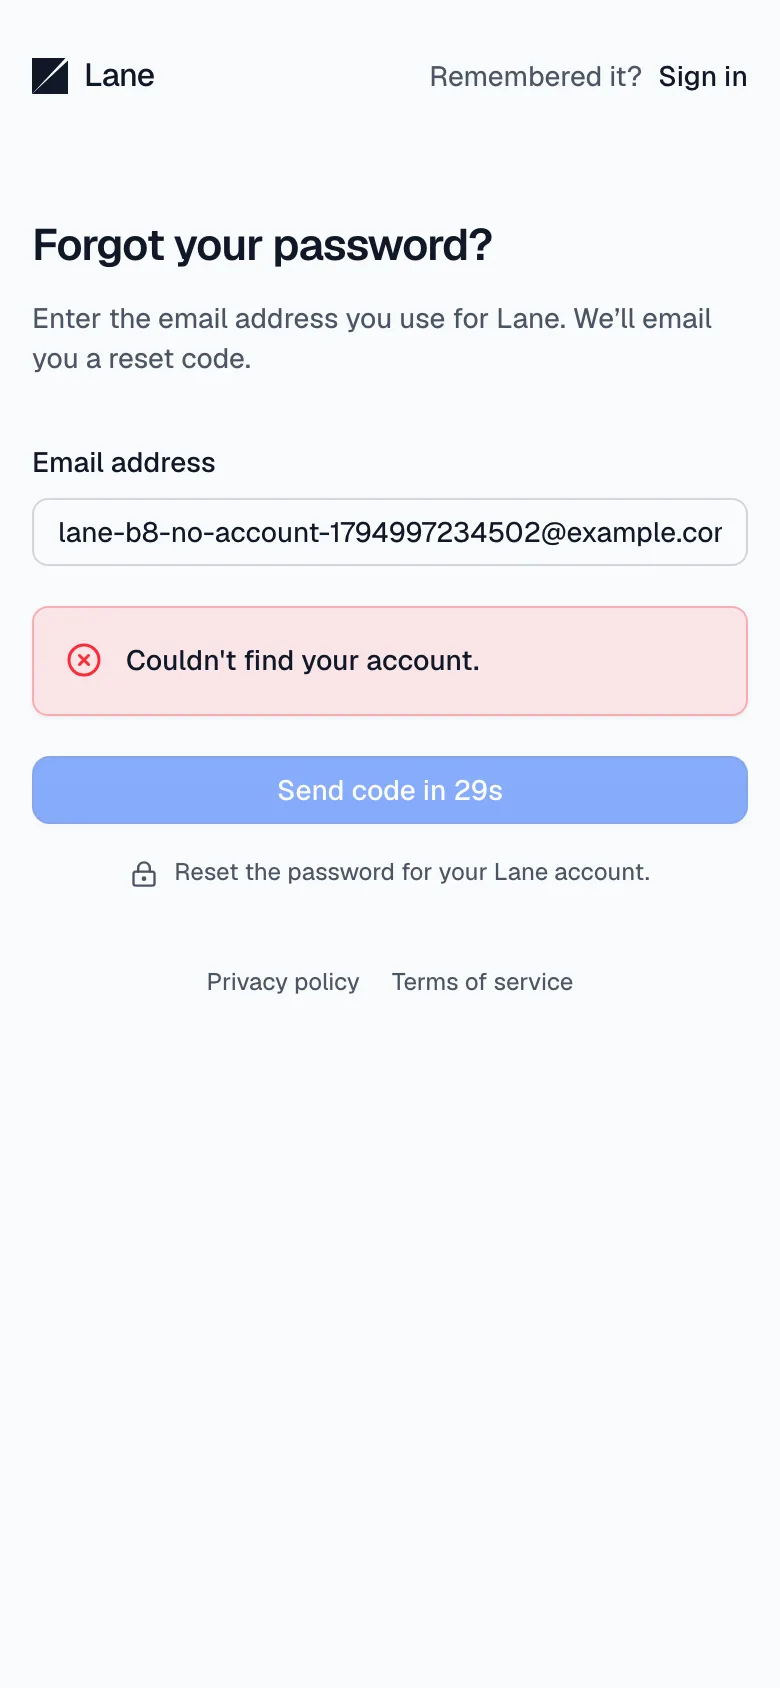 Lane
Remembered it? Sign in
Forgot your password?
Enter the email address you use for Lane. We’ll email
you a reset code.
Email address
lane-b8-no-account-1794997234502@example.cor
Couldn't find your account.
Send code in 29s
Reset the password for your Lane account.
Privacy policy Terms of service